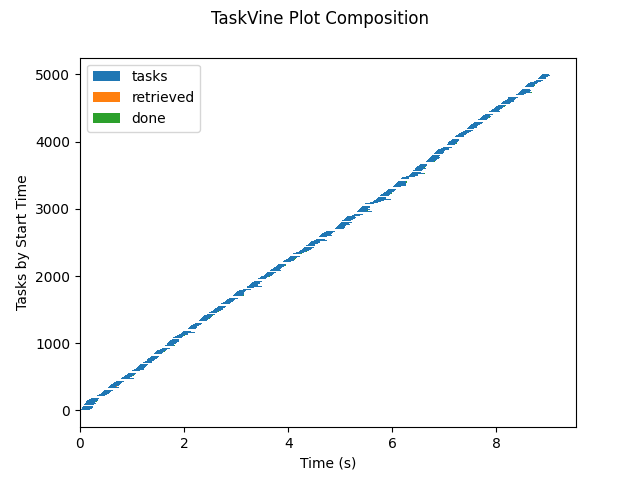 TaskVine Plot Composition
tasks
retrieved
done
Tasks by Start Time
5000
4000
3000
2000
1000
0
0 2 4 6 8
Time (s)